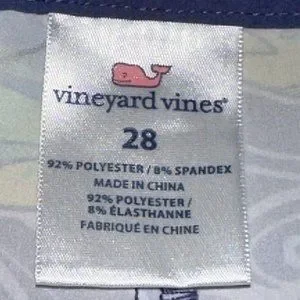 vineyard vines®
28
92% POLYESTER / 8% SPANDEX
MADE IN CHINA
92% POLYESTER /
8% ÉLASTHANNE
FABRIQUÉ EN CHINE